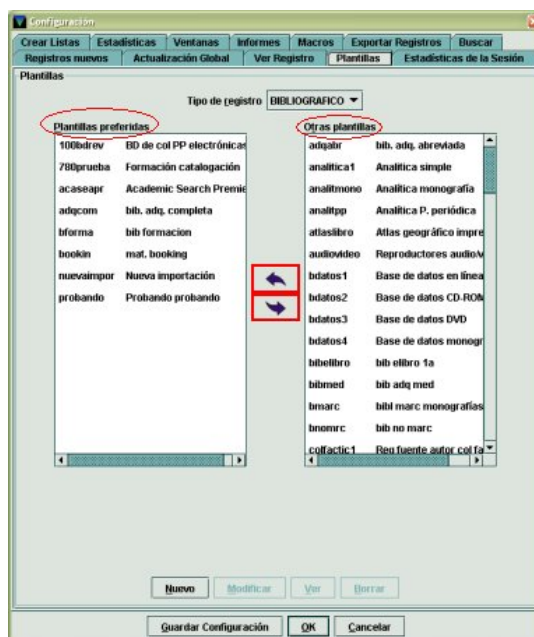 Configuración
Crear Listas Estadísticas Ventanas Informes Macros Exportar Registros Buscar
Registros nuevos Actualización Global Ver Registro Plantillas Estadísticas de la Sesión
Plantillas
Tipo de registro BIBLIOGRAFICO
Plantillas preferidas Otras plantillas
100bdrev BD de col PP electrónicas adqabr bib. adq. abreviada
780prueba Formación catalogación analitica1 Analítica simple
acaseapr Academic Search Premie analitmono Analítica monografía
adqcom bib. adq. completa analitpp Analítica P. periódica
bforma bib formacion atlaslibro Atlas geográfico impre
bookin mat. booking audiovideo Reproductores audio/v
nuevaimpor Nueva importación bdatos1 Base de datos en línea
probando Probando probando bdatos2 Base de datos CD-ROM
bdatos3 Base de datos DVD
bdatos4 Base de datos monogr
bibelibro bib elibro 1a
bibmed bib adq med
bmarc bibl marc monografías
bnomrc bib no marc
colfactic1 Reg fuente autor col fa
Nuevo Modificar Ver Borrar
Guardar Configuración OK Cancelar